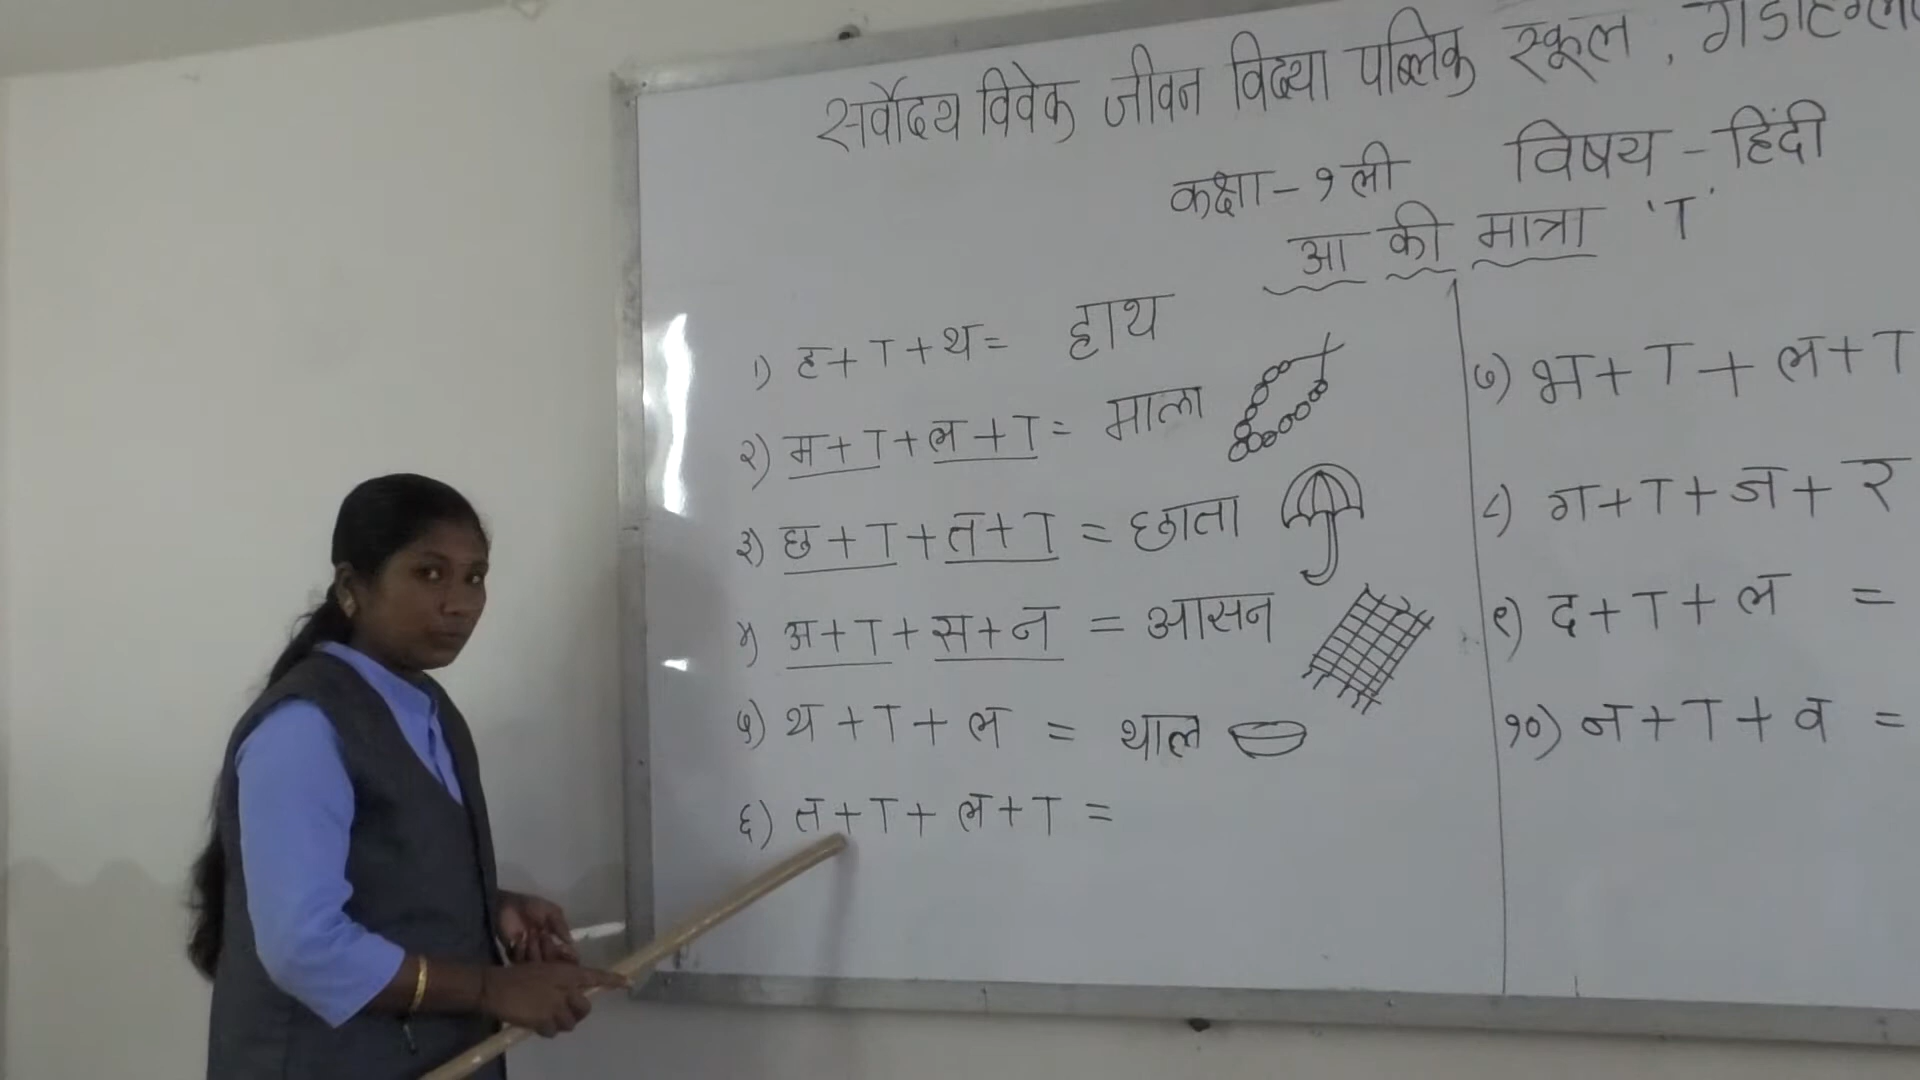 सर्वोदय विवेक जीवन विद्या पब्लिक स्कूल,
कक्षा - १ ली विषय - हिंदी
आ की मात्रा 'ा'
१) ह + ा + थ = हाथ
२) म + ा + ल + ा = माला
३) छ + ा + त + ा = छाता
४) अ + ा + स + न = आसन
५) थ + ा + ल = थाल
६) त + ा + ल + ा =
७) भ + ा + ल + ा
८) ग + ा + ज + र
९) द + ा + ल =
१०) न + ा + व =